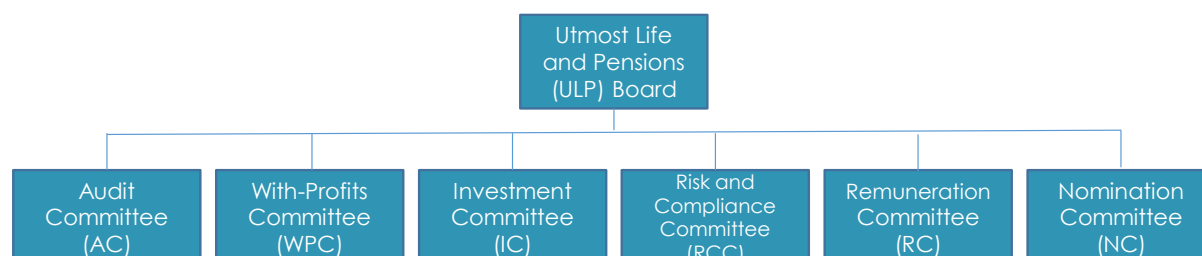 Utmost Life
and Pensions
(ULP) Board
Audit
Committee
(AC)
With-Profits
Committee
(WPC)
Investment
Committee
(IC)
Risk and
Compliance
Committee
(RCC)
Remuneration
Committee
(RC)
Nomination
Committee
(NC)